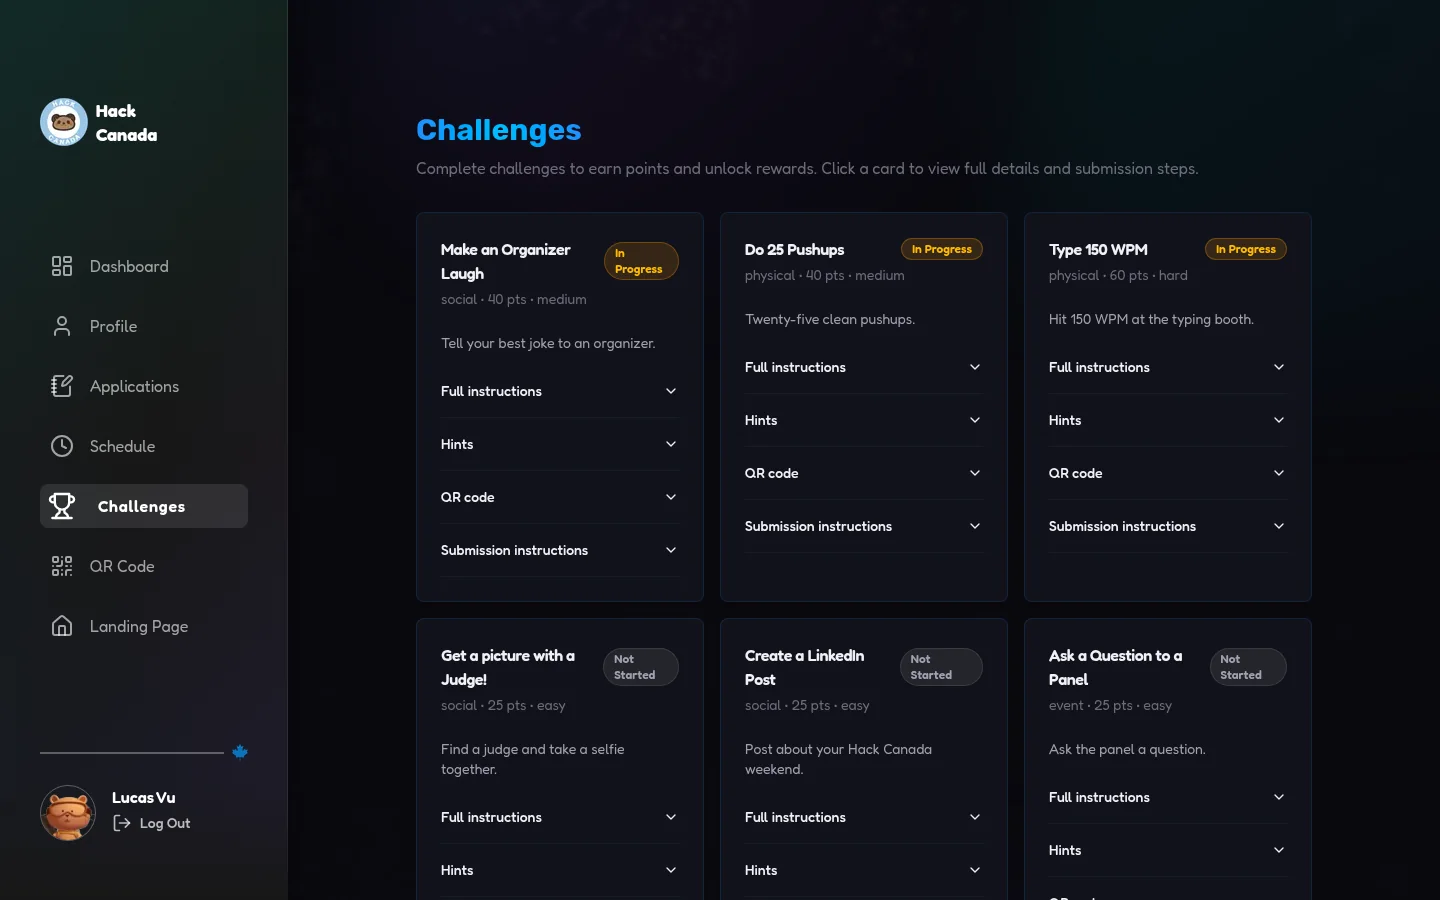 HACK
CANADA
Hack
Canada
Dashboard
Profile
Applications
Schedule
Challenges
QR Code
Landing Page
Lucas Vu
Log Out
Challenges
Complete challenges to earn points and unlock rewards. Click a card to view full details and submission steps.
Make an Organizer
Laugh
In
Progress
social • 40 pts • medium
Tell your best joke to an organizer.
Full instructions
Hints
QR code
Submission instructions
Do 25 Pushups
In Progress
physical • 40 pts • medium
Twenty-five clean pushups.
Full instructions
Hints
QR code
Submission instructions
Type 150 WPM
In Progress
physical • 60 pts • hard
Hit 150 WPM at the typing booth.
Full instructions
Hints
QR code
Submission instructions
Get a picture with a
Judge!
Not
Started
social • 25 pts • easy
Find a judge and take a selfie
together.
Full instructions
Hints
Create a LinkedIn
Post
Not
Started
social • 25 pts • easy
Post about your Hack Canada
weekend.
Full instructions
Hints
Ask a Question to a
Panel
Not
Started
event • 25 pts • easy
Ask the panel a question.
Full instructions
Hints